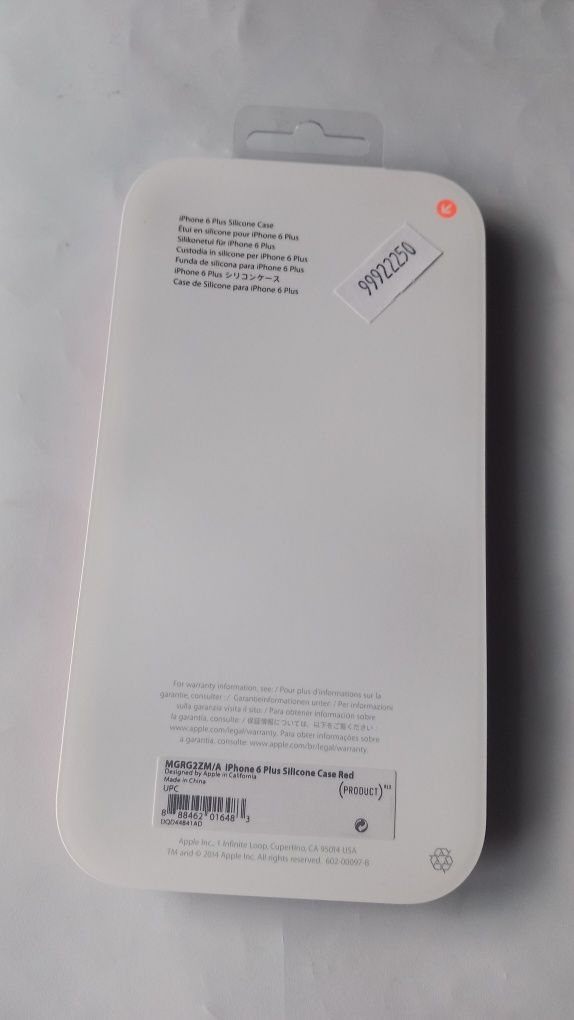 iPhone 6 Plus Silicone Case
Étui en silicone pour iPhone 6 Plus
Silikonetui für iPhone 6 Plus
Custodia in silicone per iPhone 6 Plus
Funda de silicona para iPhone 6 Plus
iPhone 6 Plus シリコンケース
Case de Silicone para iPhone 6 Plus
99922250
For warranty information, see: / Pour plus d'informations sur la
garantie, consulter : / Garantieinformationen unter: / Per informazioni
sulla garanzia visita il sito: / Para obtener información sobre
la garantía, consulte: / 保証情報については、以下をご覧ください:
www.apple.com/legal/warranty. Para obter informações sobre
a garantia, consulte: www.apple.com/br/legal/warranty.
MGRG2ZM/A iPhone 6 Plus Silicone Case Red
Designed by Apple in California
Made in China
(PRODUCT)RED
UPC
8 88462 01648 3
DQD44841AD
Apple Inc., 1 Infinite Loop, Cupertino, CA 95014 USA
TM and © 2014 Apple Inc. All rights reserved. 602-00097-B